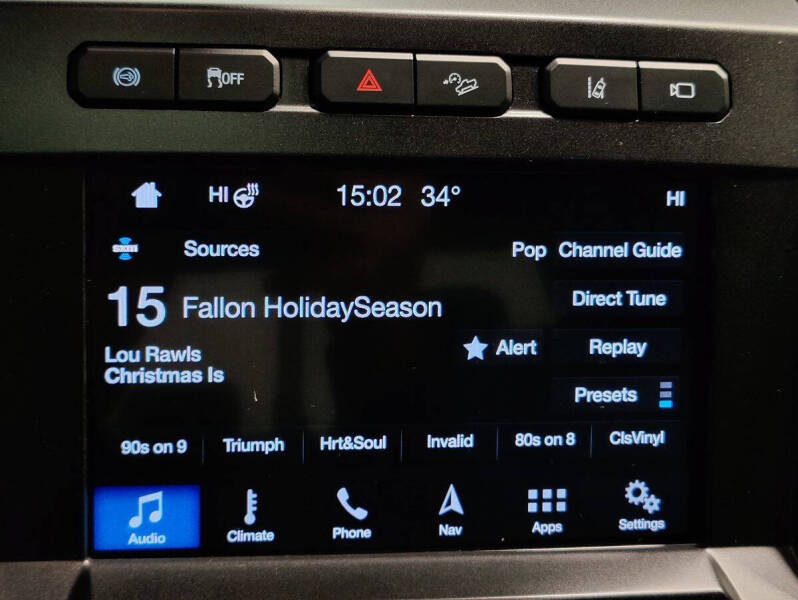 OFF
HI 15:02 34° HI
sxm Sources Pop Channel Guide
15 Fallon HolidaySeason Direct Tune
Lou Rawls Alert Replay
Christmas Is
Presets
90s on 9 Triumph Hrt&Soul Invalid 80s on 8 ClsVinyl
Audio Climate Phone Nav Apps Settings